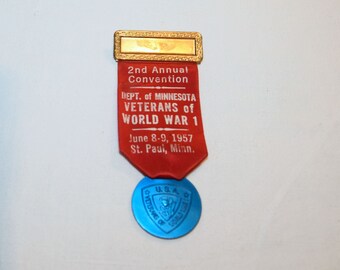 2nd Annual
Convention
DEPT. of MINNESOTA
VETERANS of
WORLD WAR 1
June 8-9, 1957
St. Paul, Minn.
U.S.A.